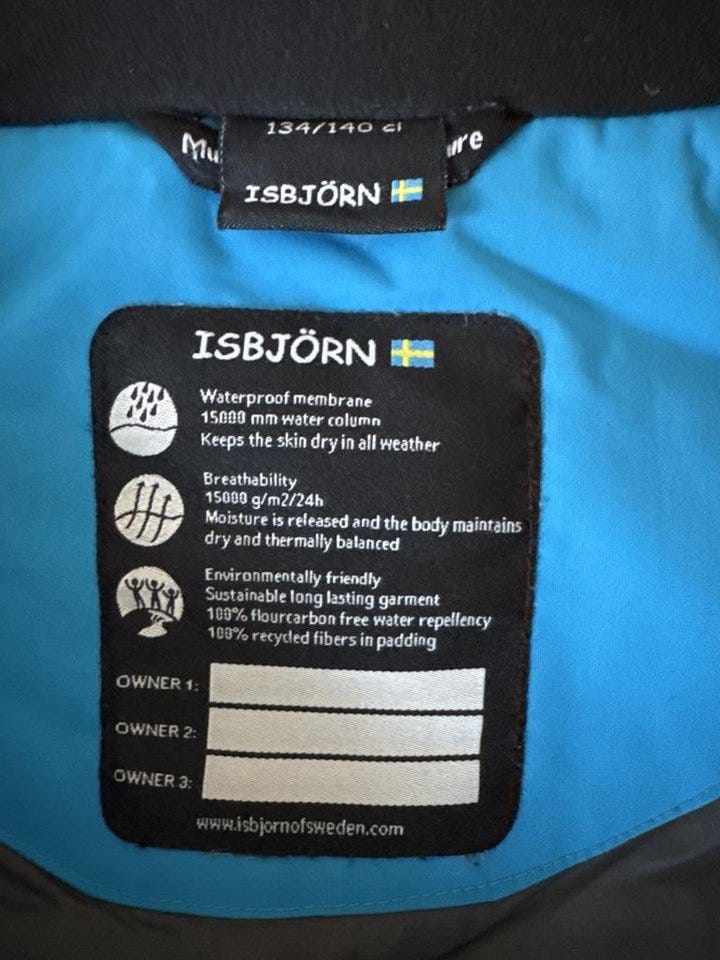 134/140 cl
Mu
ure
ISBJÖRN
ISBJÖRN
Waterproof membrane
15000 mm water column
Keeps the skin dry in all weather
Breathability
15000 g/m2/24h
Moisture is released and the body maintains
dry and thermally balanced
Environmentally friendly
Sustainable long lasting garment
100% flourcarbon free water repellency
100% recycled fibers in padding
OWNER 1:
OWNER 2:
OWNER 3:
www.isbjornofsweden.com